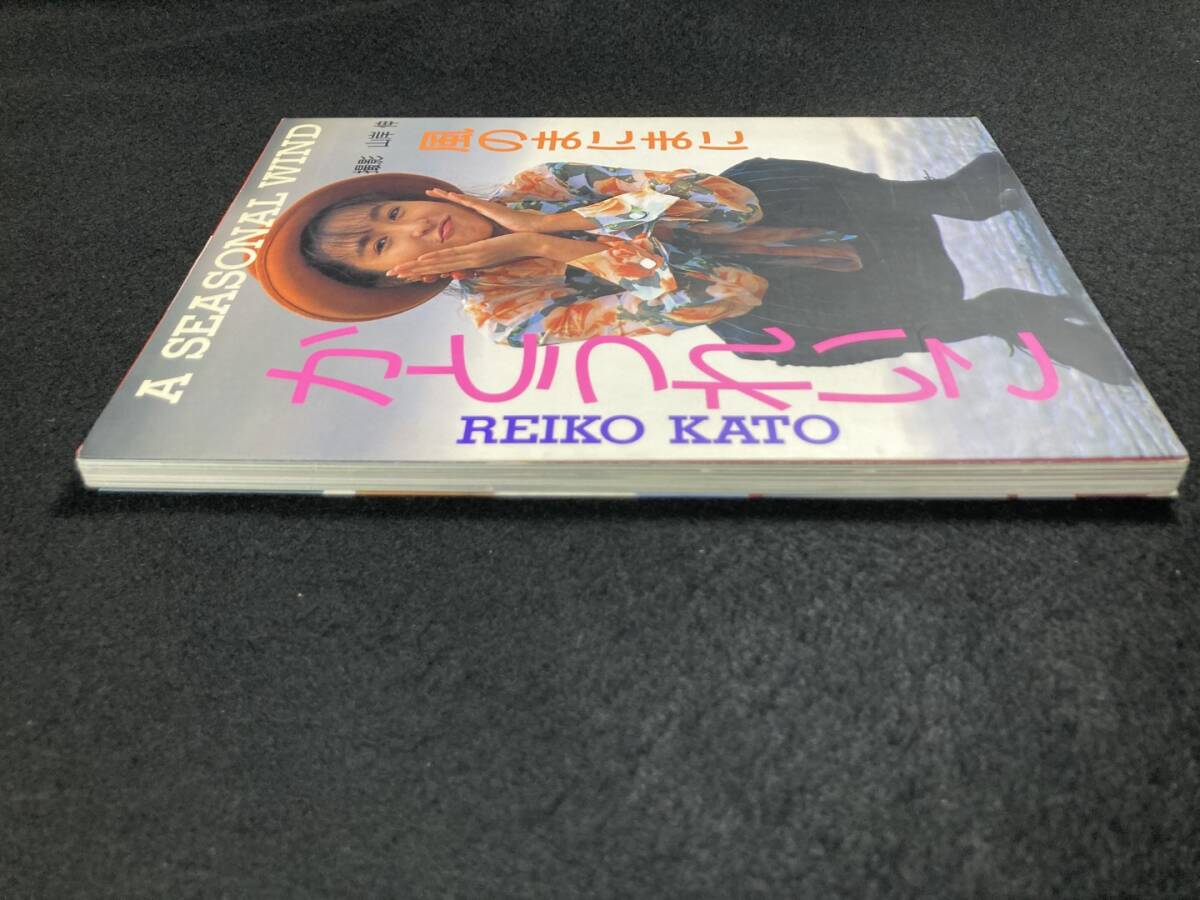 A SEASONAL WIND
撮影 山岸 伸
風のまにまに
かとうれいこ
REIKO KATO